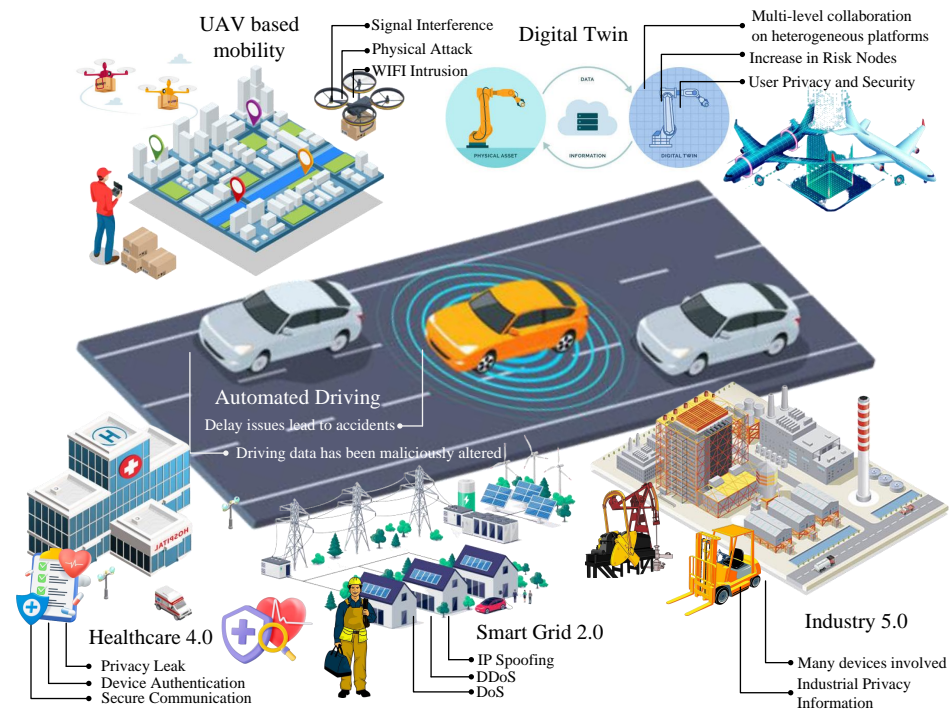 UAV based
mobility
Signal Interference
Physical Attack
WIFI Intrusion
Digital Twin
Multi-level collaboration
on heterogeneous platforms
Increase in Risk Nodes
User Privacy and Security
DATA
PHYSICAL ASSET
INFORMATION
DIGITAL TWIN
Automated Driving
Delay issues lead to accidents
Driving data has been maliciously altered
H
HOSPITAL
Healthcare 4.0
Privacy Leak
Device Authentication
Secure Communication
Smart Grid 2.0
IP Spoofing
DDoS
DoS
Industry 5.0
Many devices involved
Industrial Privacy
Information